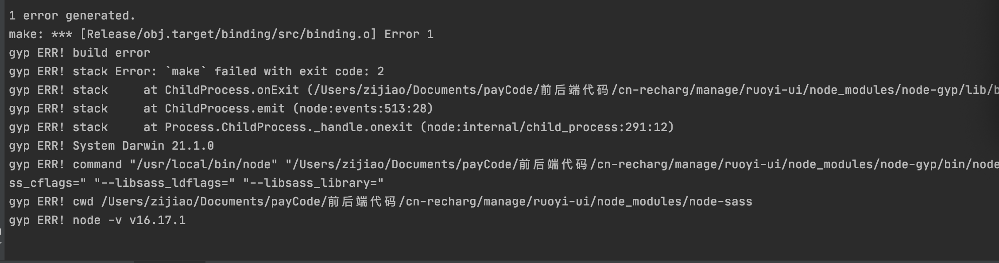 1 error generated.
make: *** [Release/obj.target/binding/src/binding.o] Error 1
gyp ERR! build error
gyp ERR! stack Error: `make` failed with exit code: 2
gyp ERR! stack     at ChildProcess.onExit (/Users/zijiao/Documents/payCode/前后端代码/cn-recharg/manage/ruoyi-ui/node_modules/node-gyp/lib/b
gyp ERR! stack     at ChildProcess.emit (node:events:513:28)
gyp ERR! stack     at Process.ChildProcess._handle.onexit (node:internal/child_process:291:12)
gyp ERR! System Darwin 21.1.0
gyp ERR! command "/usr/local/bin/node" "/Users/zijiao/Documents/payCode/前后端代码/cn-recharg/manage/ruoyi-ui/node_modules/node-gyp/bin/node
ss_cflags=" "--libsass_ldflags=" "--libsass_library="
gyp ERR! cwd /Users/zijiao/Documents/payCode/前后端代码/cn-recharg/manage/ruoyi-ui/node_modules/node-sass
gyp ERR! node -v v16.17.1